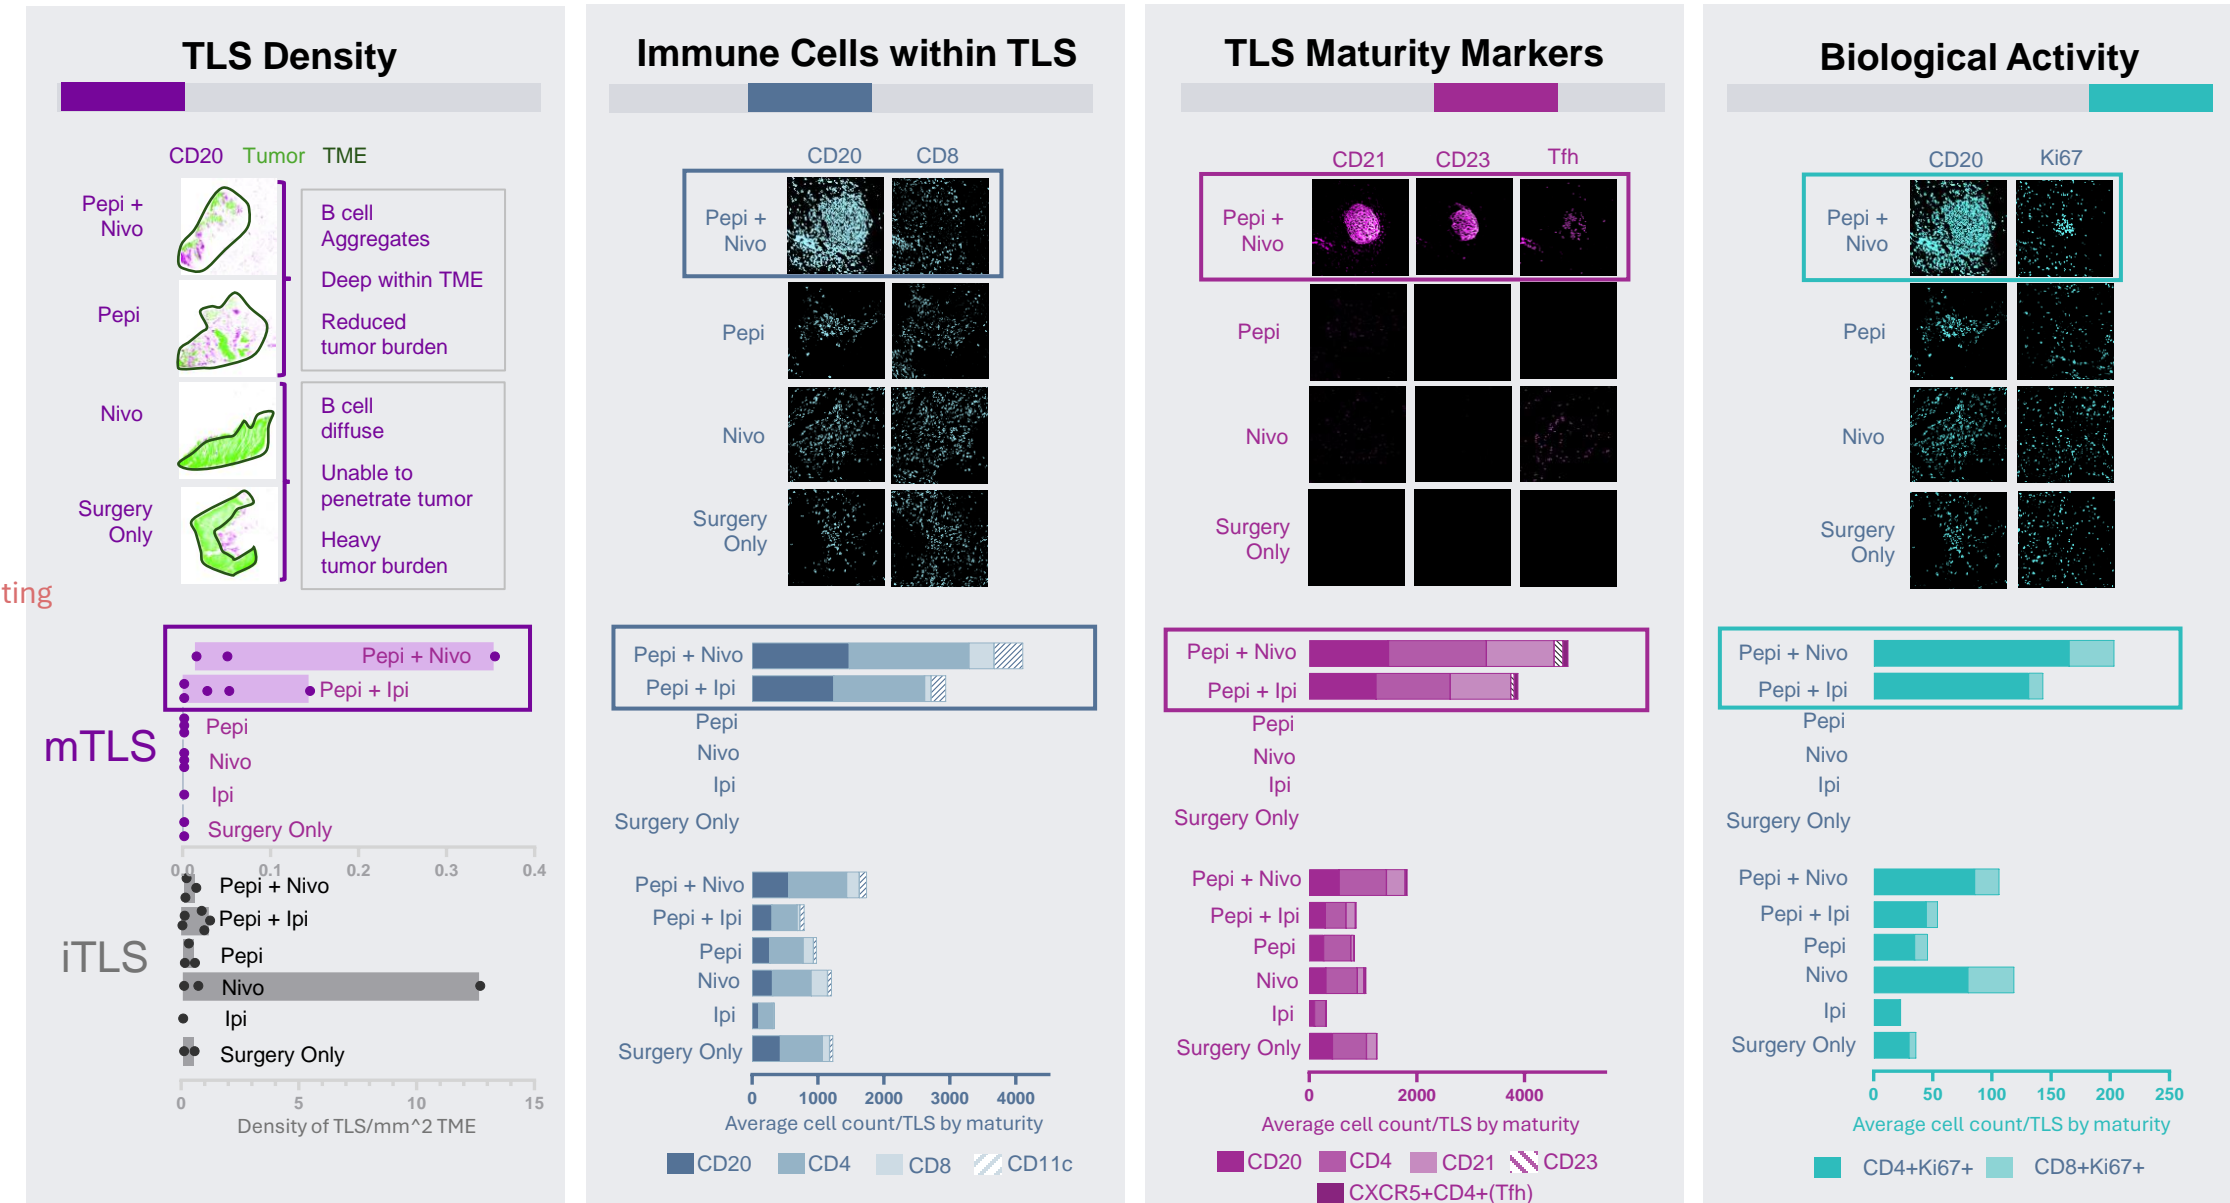 TLS Density
CD20 Tumor TME
Pepi +
Nivo
Pepi
Nivo
Surgery
Only
B cell
Aggregates
Deep within TME
Reduced
tumor burden
B cell
diffuse
Unable to
penetrate tumor
Heavy
tumor burden
ting
mTLS
Pepi + Nivo
Pepi + Ipi
Pepi
Nivo
Ipi
Surgery Only
0.0 0.1 0.2 0.3 0.4
iTLS
Pepi + Nivo
Pepi + Ipi
Pepi
Nivo
Ipi
Surgery Only
0 5 10 15
Density of TLS/mm^2 TME
Immune Cells within TLS
CD20 CD8
Pepi +
Nivo
Pepi
Nivo
Surgery
Only
Pepi + Nivo
Pepi + Ipi
Pepi
Nivo
Ipi
Surgery Only
Pepi + Nivo
Pepi + Ipi
Pepi
Nivo
Ipi
Surgery Only
0 1000 2000 3000 4000
Average cell count/TLS by maturity
CD20 CD4 CD8 CD11c
TLS Maturity Markers
CD21 CD23 Tfh
Pepi +
Nivo
Pepi
Nivo
Surgery
Only
Pepi + Nivo
Pepi + Ipi
Pepi
Nivo
Ipi
Surgery Only
Pepi + Nivo
Pepi + Ipi
Pepi
Nivo
Ipi
Surgery Only
0 2000 4000
Average cell count/TLS by maturity
CD20 CD4 CD21 CD23
CXCR5+CD4+(Tfh)
Biological Activity
CD20 Ki67
Pepi +
Nivo
Pepi
Nivo
Surgery
Only
Pepi + Nivo
Pepi + Ipi
Pepi
Nivo
Ipi
Surgery Only
Pepi + Nivo
Pepi + Ipi
Pepi
Nivo
Ipi
Surgery Only
0 50 100 150 200 250
Average cell count/TLS by maturity
CD4+Ki67+ CD8+Ki67+